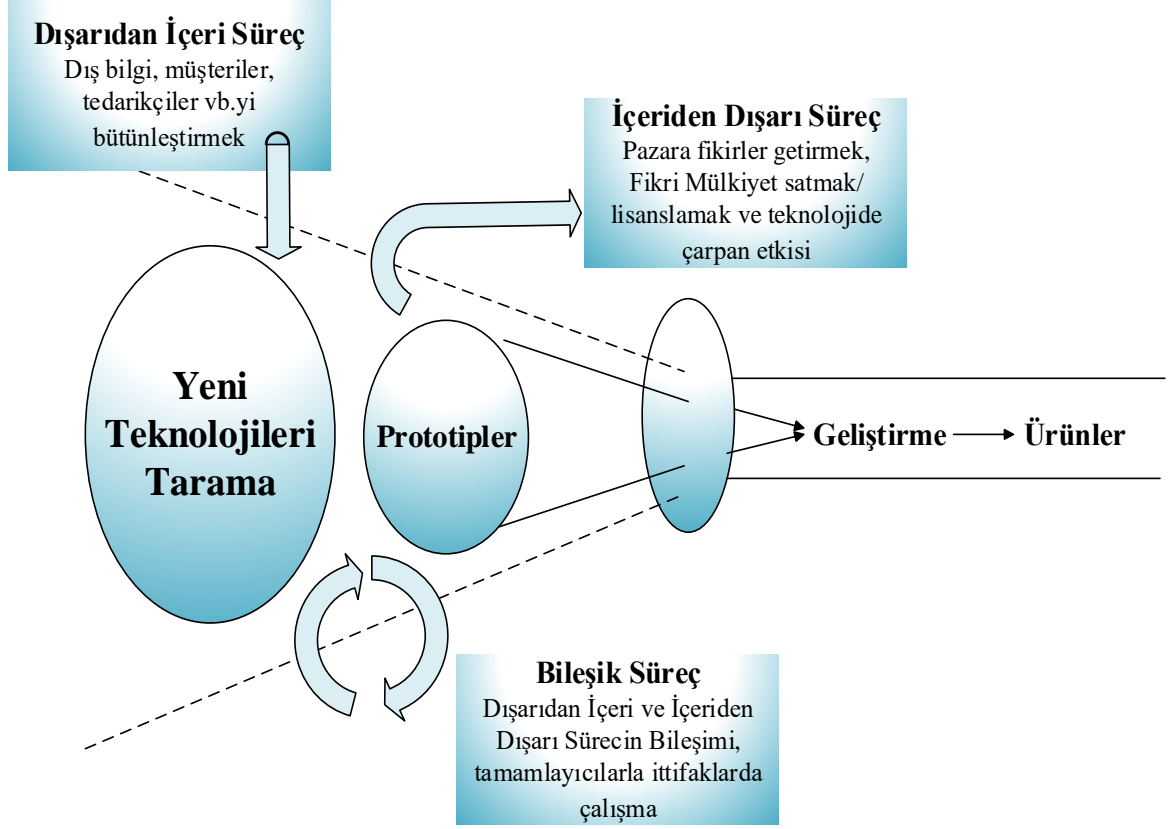 Dışarıdan İçeri Süreç
Dış bilgi, müşteriler,
tedarikçiler vb.yi
bütünleştirmek
İçeriden Dışarı Süreç
Pazara fikirler getirmek,
Fikri Mülkiyet satmak/
lisanslamak ve teknolojide
çarpan etkisi
Yeni
Teknolojileri
Tarama
Prototipler
Geliştirme
Ürünler
Bileşik Süreç
Dışarıdan İçeri ve İçeriden
Dışarı Sürecin Bileşimi,
tamamlayıcılarla ittifaklarda
çalışma